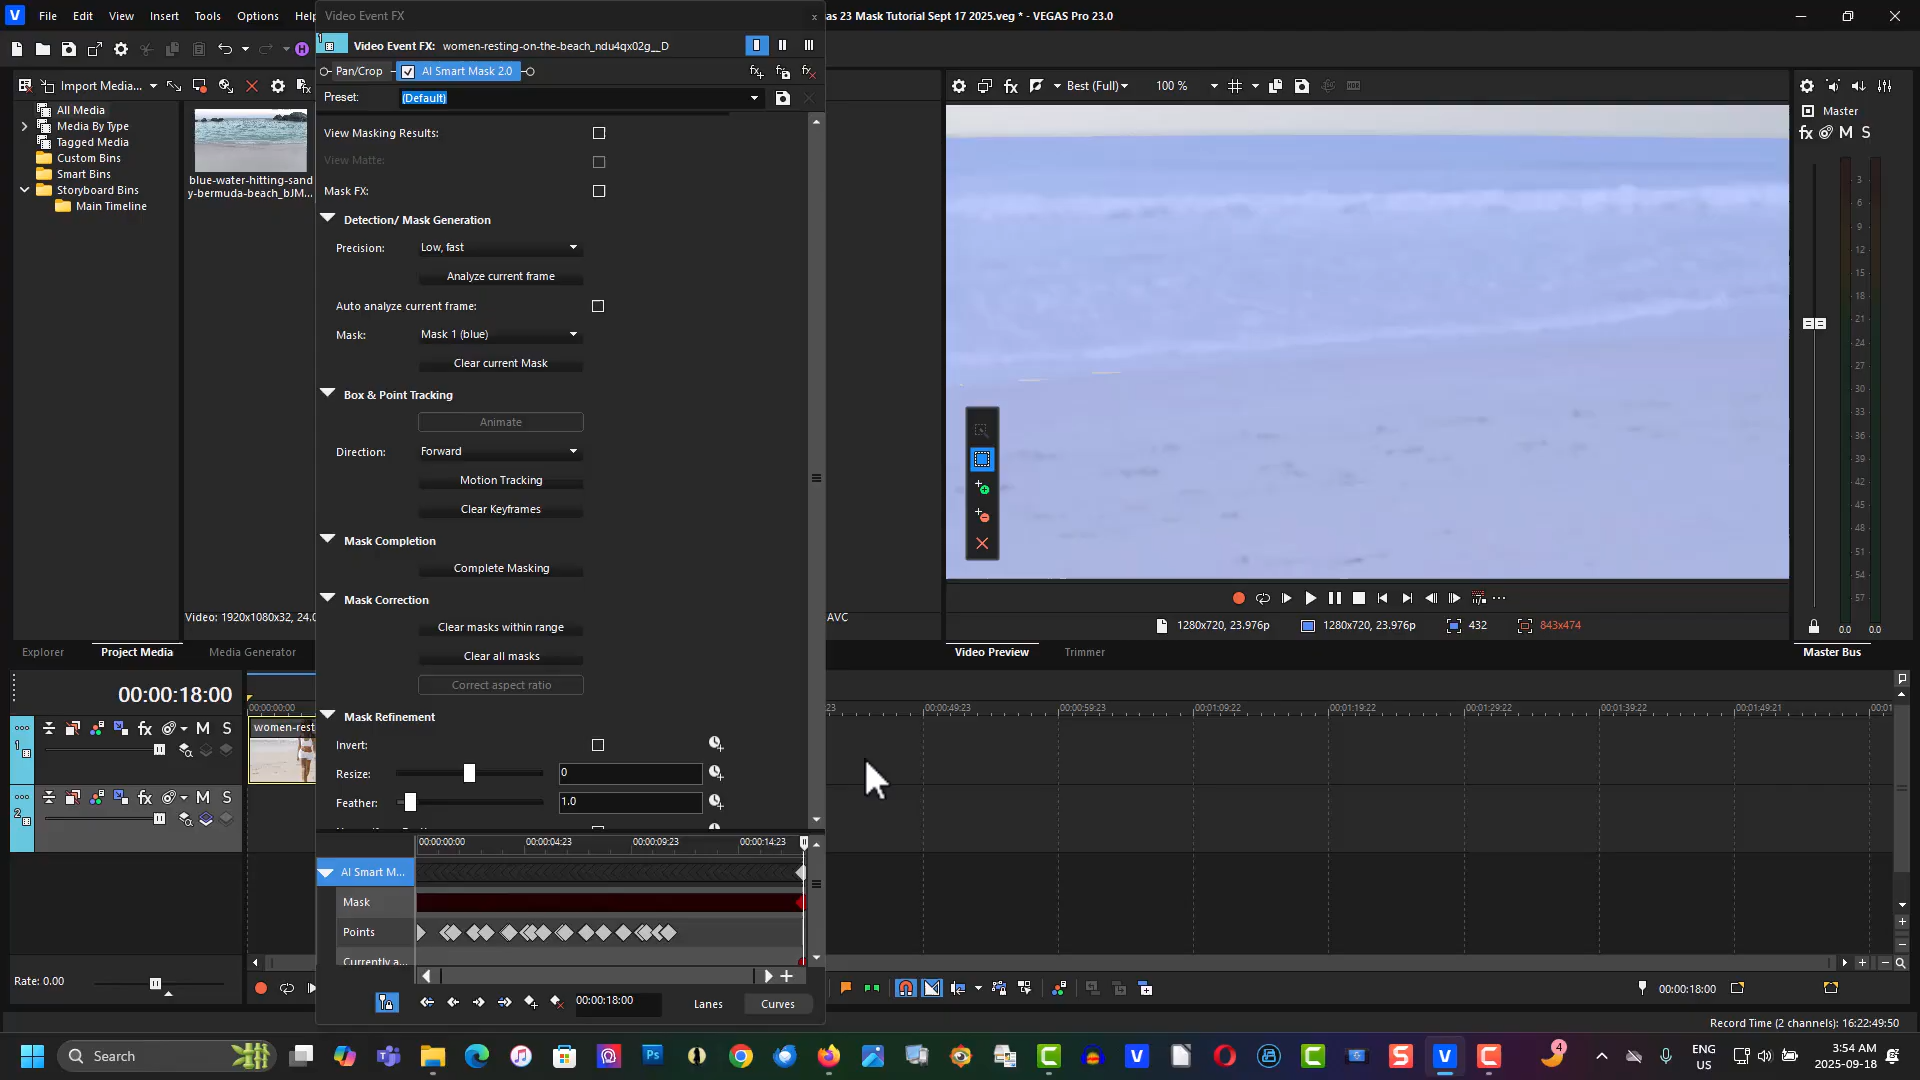 File Edit View Insert Tools Options Help
Video Event FX
as 23 Mask Tutorial Sept 17 2025.veg * - VEGAS Pro 23.0
Video Event FX: women-resting-on-the-beach_ndu4qx02g__D
Import Media...
Pan/Crop AI Smart Mask 2.0
Preset: (Default)
Best (Full)
100 %
All Media
Media By Type
Tagged Media
Custom Bins
Smart Bins
Storyboard Bins
Main Timeline
blue-water-hitting-sand
y-bermuda-beach_bJM...
Video: 1920x1080x32, 24.0
AVC
View Masking Results:
View Matte:
Mask FX:
Detection/ Mask Generation
Precision: Low, fast
Analyze current frame
Auto analyze current frame:
Mask: Mask 1 (blue)
Clear current Mask
Box & Point Tracking
Animate
Direction: Forward
Motion Tracking
Clear Keyframes
Mask Completion
Complete Masking
Mask Correction
Clear masks within range
Clear all masks
Correct aspect ratio
Mask Refinement
Invert:
Resize: 0
Feather: 1.0
Master
fx M S
3
6
9
12
15
18
21
24
27
30
33
36
39
42
45
48
51
54
57
0.0 0.0
1280x720, 23.976p 1280x720, 23.976p 432 843x474
Explorer Project Media Media Generator
Video Preview Trimmer
Master Bus
00:00:18:00
00:00:00:00
23 00:00:49:23 00:00:59:23 00:01:09:22 00:01:19:22 00:01:29:22 00:01:39:22 00:01:49:21 00:01
1 fx M S
women-rest
2 fx M S
00:00:00:00 00:00:04:23 00:00:09:23 00:00:14:23
AI Smart M...
Mask
Points
Currently a...
Rate: 0.00
00:00:18:00 Lanes Curves
00:00:18:00
Record Time (2 channels): 16:22:49:50
Search
ENG
US
4
3:54 AM
2025-09-18